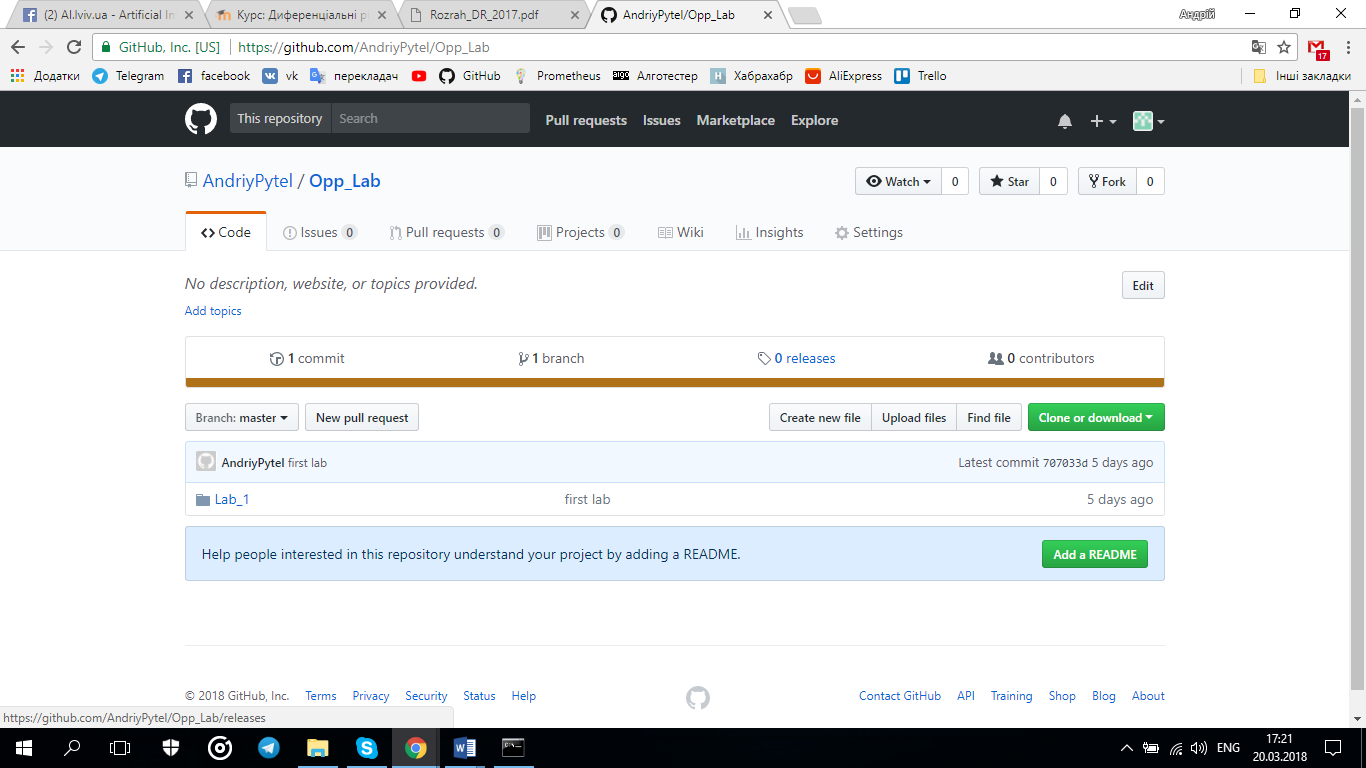 (2) AI.lviv.ua - Artificial In
Курс: Диференціальні рі
Rozrah_DR_2017.pdf
AndriyPytel/Opp_Lab
Андрій
GitHub, Inc. [US]
https://github.com/AndriyPytel/Opp_Lab
17
Додатки
Telegram
facebook
vk
перекладач
GitHub
Prometheus
Алготестер
Хабрахабр
AliExpress
Trello
Інші закладки
This repository
Search
Pull requests
Issues
Marketplace
Explore
AndriyPytel / Opp_Lab
Watch 0
Star 0
Fork 0
Code
Issues 0
Pull requests 0
Projects 0
Wiki
Insights
Settings
No description, website, or topics provided.
Edit
Add topics
1 commit
1 branch
0 releases
0 contributors
Branch: master
New pull request
Create new file
Upload files
Find file
Clone or download
AndriyPytel first lab
Latest commit 707033d 5 days ago
Lab_1
first lab
5 days ago
Help people interested in this repository understand your project by adding a README.
Add a README
© 2018 GitHub, Inc.
Terms
Privacy
Security
Status
Help
Contact GitHub
API
Training
Shop
Blog
About
https://github.com/AndriyPytel/Opp_Lab/releases
ENG
17:21
20.03.2018